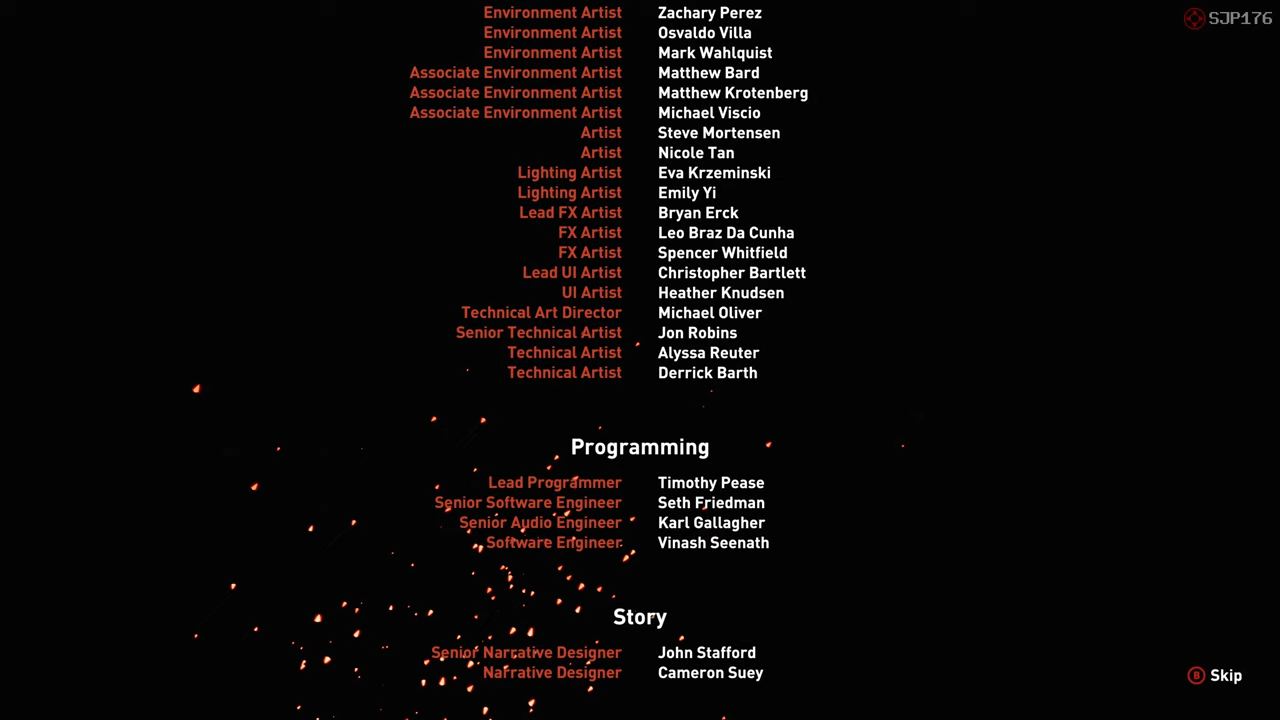 Environment Artist Zachary Perez
SJP176
Environment Artist Osvaldo Villa
Environment Artist Mark Wahlquist
Associate Environment Artist Matthew Bard
Associate Environment Artist Matthew Krotenberg
Associate Environment Artist Michael Viscio
Artist Steve Mortensen
Artist Nicole Tan
Lighting Artist Eva Krzeminski
Lighting Artist Emily Yi
Lead FX Artist Bryan Erck
FX Artist Leo Braz Da Cunha
FX Artist Spencer Whitfield
Lead UI Artist Christopher Bartlett
UI Artist Heather Knudsen
Technical Art Director Michael Oliver
Senior Technical Artist Jon Robins
Technical Artist Alyssa Reuter
Technical Artist Derrick Barth
Programming
Lead Programmer Timothy Pease
Senior Software Engineer Seth Friedman
Senior Audio Engineer Karl Gallagher
Software Engineer Vinash Seenath
Story
Senior Narrative Designer John Stafford
Narrative Designer Cameron Suey
B Skip